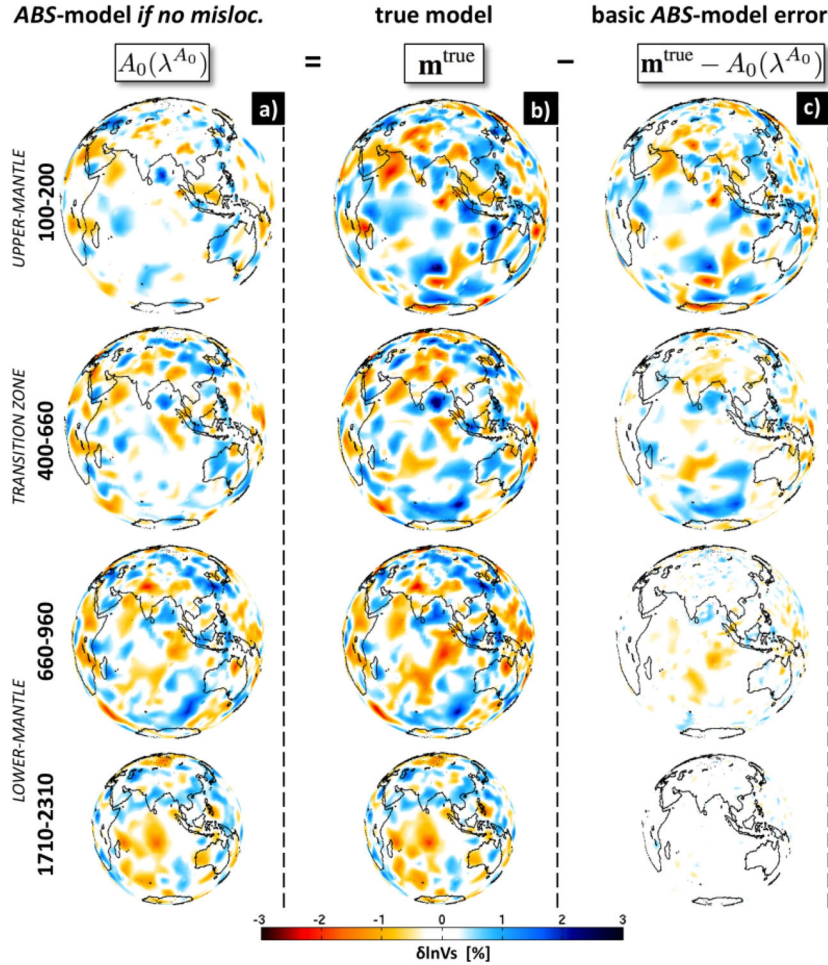 ABS-model if no misloc. true model basic ABS-model error
A₀(λ^A₀) = m^true − m^true − A₀(λ^A₀)
a) b) c)
UPPER-MANTLE
100-200
TRANSITION ZONE
400-660
LOWER-MANTLE
660-960
1710-2310
-3 -2 -1 0 1 2 3
δlnVs [%]